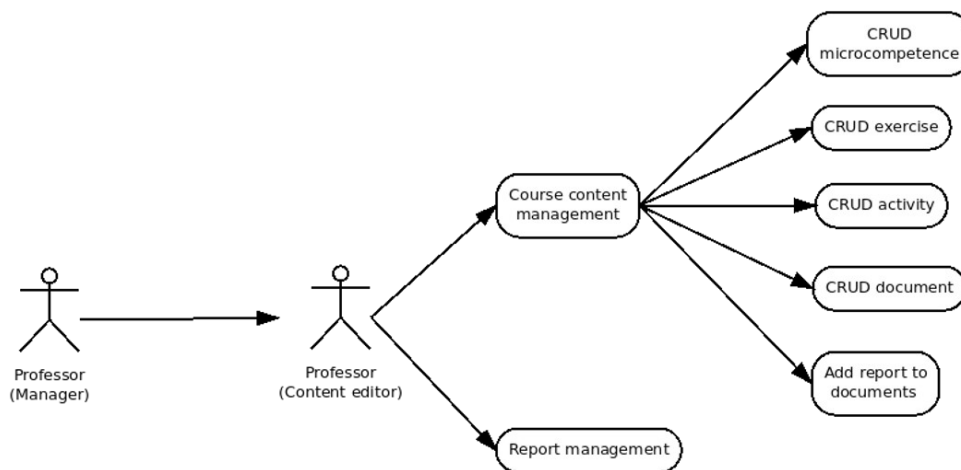 CRUD
microcompetence
CRUD exercise
Course content
management
CRUD activity
CRUD document
Professor
(Manager)
Professor
(Content editor)
Add report to
documents
Report management